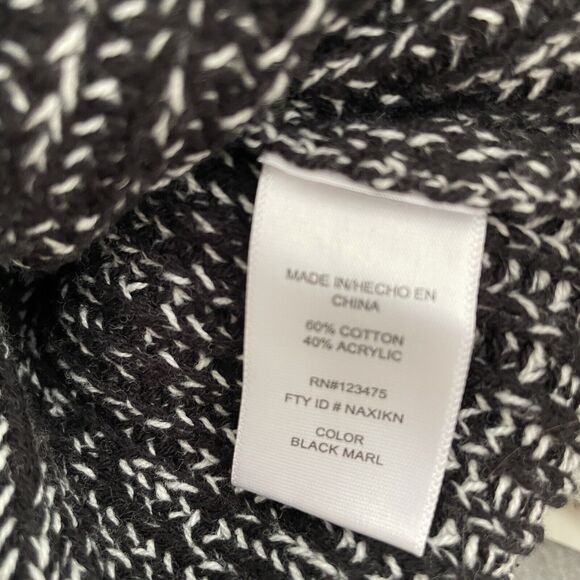 MADE IN/HECHO EN
CHINA
60% COTTON
40% ACRYLIC
RN#123475
FTY ID # NAXIKN
COLOR
BLACK MARL